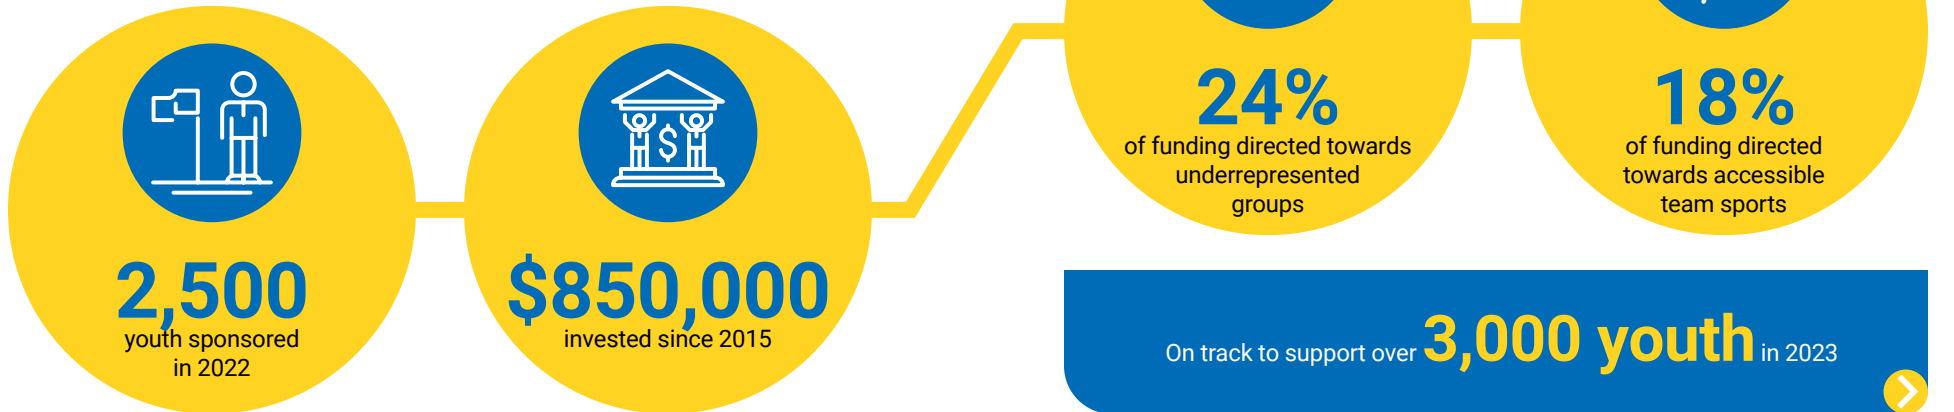 2,500
youth sponsored
in 2022
$
$850,000
invested since 2015
24%
of funding directed towards
underrepresented
groups
18%
of funding directed
towards accessible
team sports
On track to support over 3,000 youth in 2023